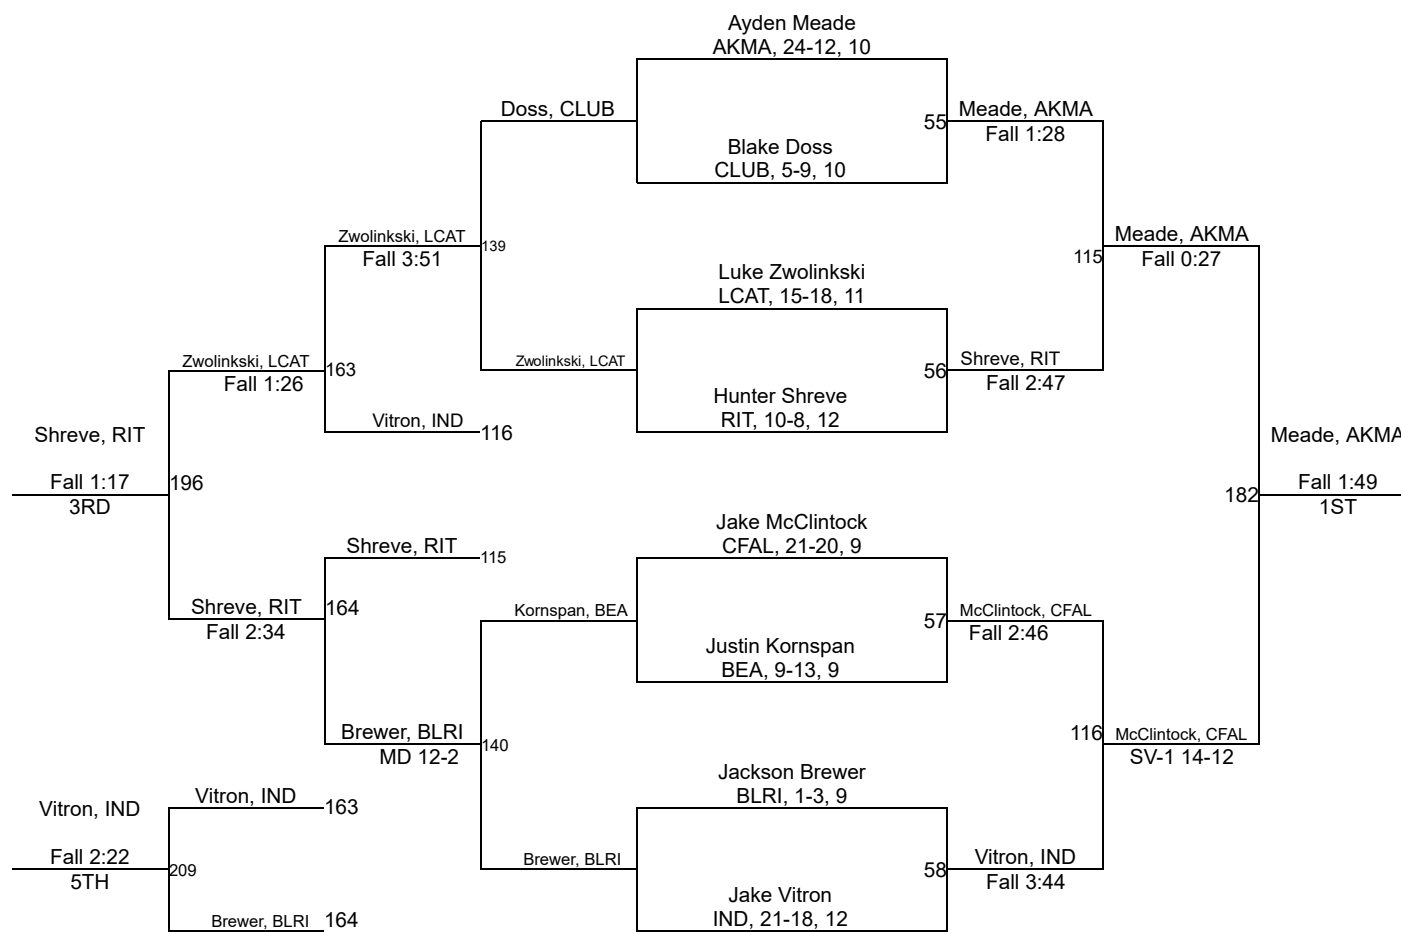 Ayden Meade
AKMA, 24-12, 10
Doss, CLUB
55
Meade, AKMA
Fall 1:28
Blake Doss
CLUB, 5-9, 10
Zwolinkski, LCAT
139
Fall 3:51
Meade, AKMA
115
Fall 0:27
Luke Zwolinkski
LCAT, 15-18, 11
Zwolinkski, LCAT
163
Fall 1:26
Zwolinkski, LCAT
56
Shreve, RIT
Fall 2:47
Hunter Shreve
RIT, 10-8, 12
Vitron, IND
116
Shreve, RIT
Fall 1:17
3RD
196
Meade, AKMA
182
Fall 1:49
1ST
Jake McClintock
CFAL, 21-20, 9
Shreve, RIT
115
Shreve, RIT
164
Fall 2:34
Kornspan, BEA
57
McClintock, CFAL
Fall 2:46
Justin Kornspan
BEA, 9-13, 9
Brewer, BLRI
140
MD 12-2
116
McClintock, CFAL
SV-1 14-12
Jackson Brewer
BLRI, 1-3, 9
Vitron, IND
Vitron, IND
163
Fall 2:22
5TH
209
Brewer, BLRI
58
Vitron, IND
Fall 3:44
Jake Vitron
IND, 21-18, 12
Brewer, BLRI
164